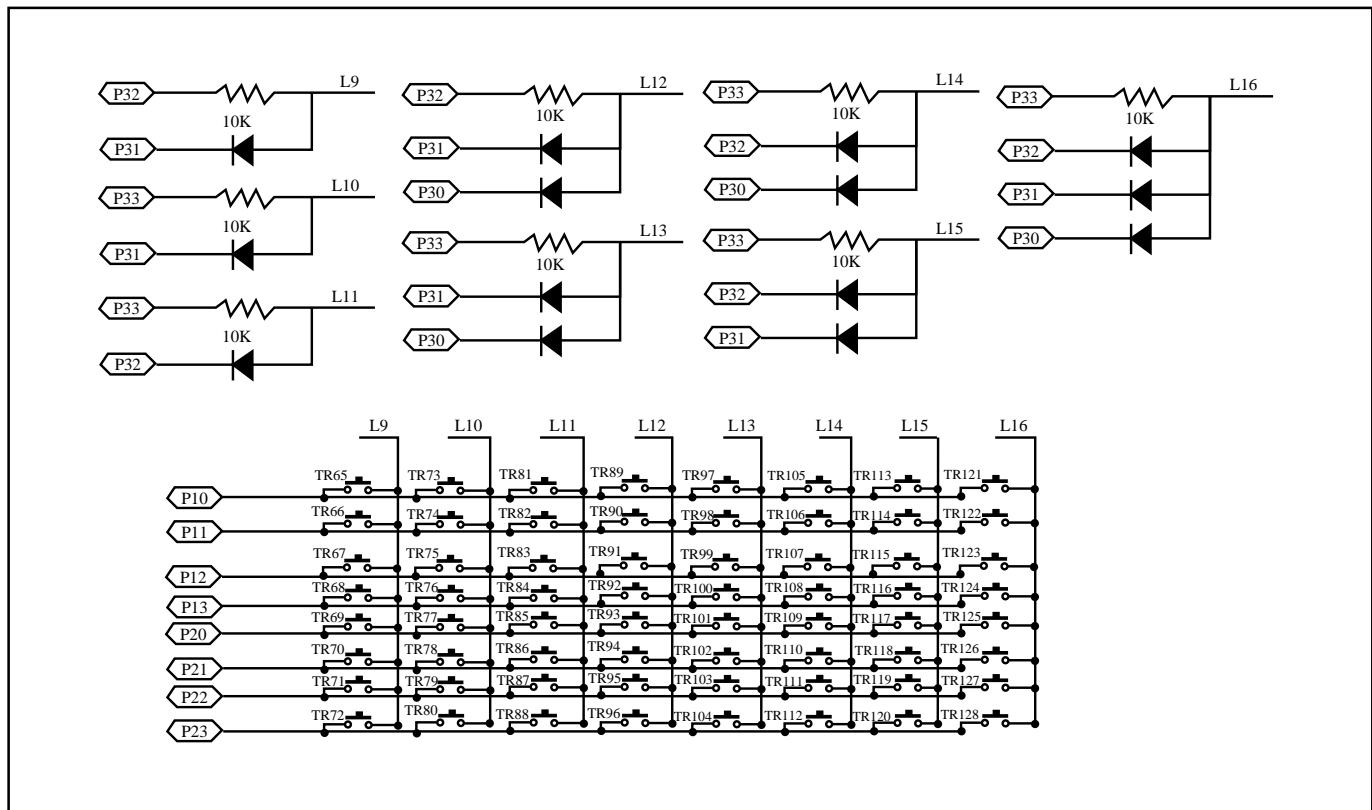 L9
P32
10K
P31
L10
P33
10K
P31
L11
P33
10K
P32
L12
P32
10K
P31
P30
L13
P33
10K
P31
P30
L14
P33
10K
P32
P30
L15
P33
10K
P32
P31
L16
P33
10K
P32
P31
P30
L9 L10 L11 L12 L13 L14 L15 L16
P10 TR65 TR73 TR81 TR89 TR97 TR105 TR113 TR121
P11 TR66 TR74 TR82 TR90 TR98 TR106 TR114 TR122
P12 TR67 TR75 TR83 TR91 TR99 TR107 TR115 TR123
P13 TR68 TR76 TR84 TR92 TR100 TR108 TR116 TR124
P20 TR69 TR77 TR85 TR93 TR101 TR109 TR117 TR125
P21 TR70 TR78 TR86 TR94 TR102 TR110 TR118 TR126
P22 TR71 TR79 TR87 TR95 TR103 TR111 TR119 TR127
P23 TR72 TR80 TR88 TR96 TR104 TR112 TR120 TR128